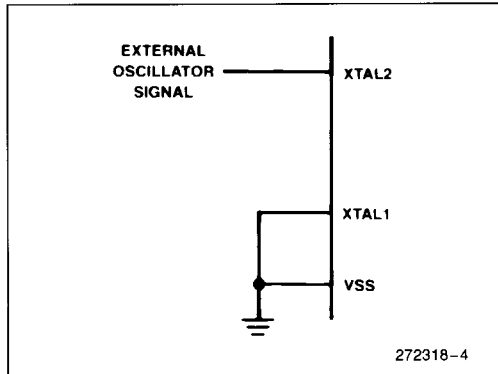 EXTERNAL
OSCILLATOR
SIGNAL
XTAL2
XTAL1
VSS
272318–4